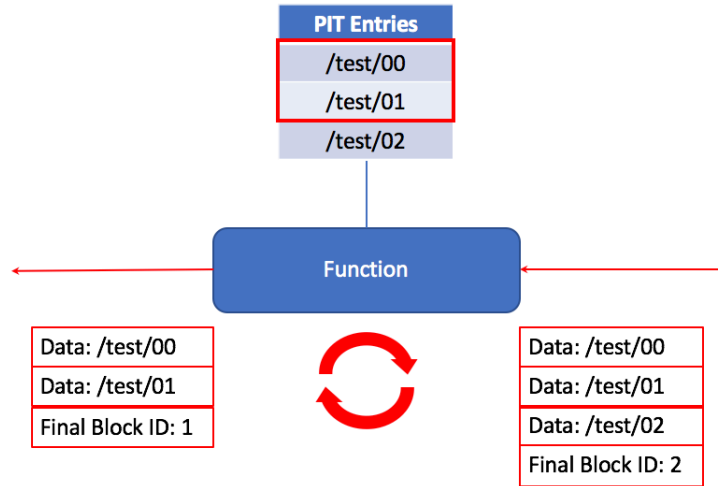 PIT Entries
/test/00
/test/01
/test/02
Function
Data: /test/00
Data: /test/01
Final Block ID: 1
Data: /test/00
Data: /test/01
Data: /test/02
Final Block ID: 2